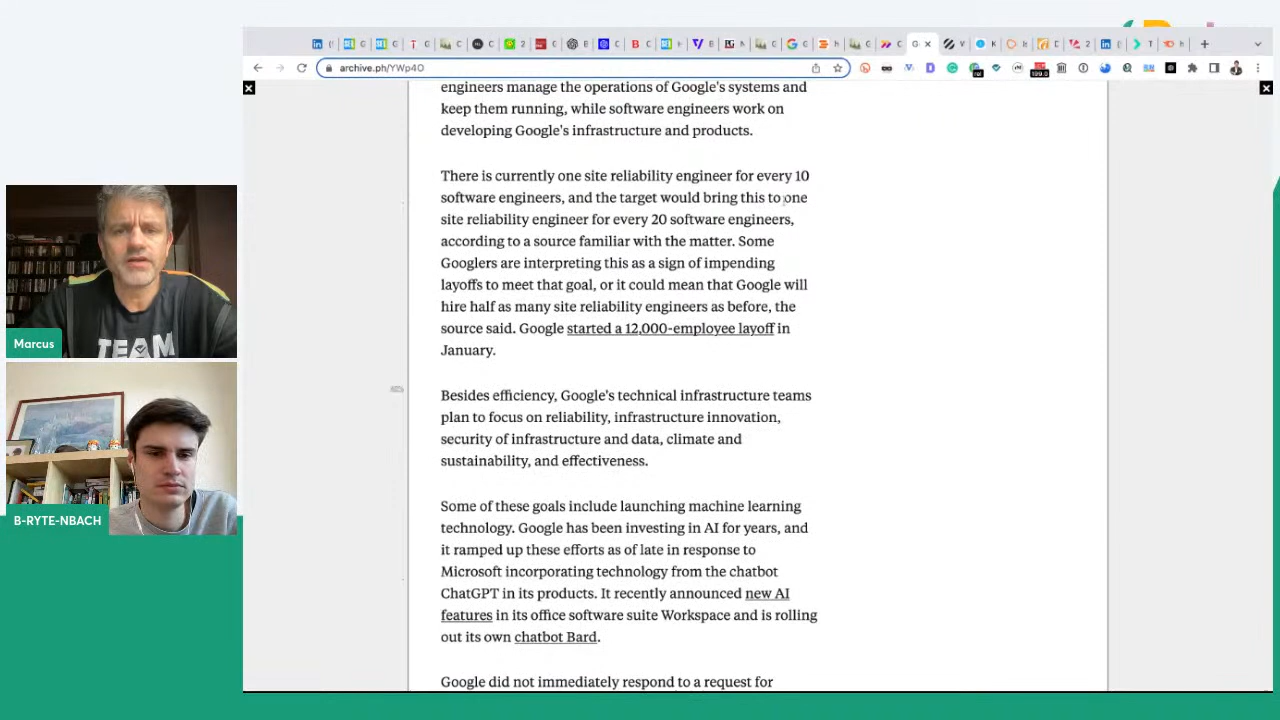 archive.ph/YWp4O
engineers manage the operations of Google's systems and
keep them running, while software engineers work on
developing Google's infrastructure and products.
There is currently one site reliability engineer for every 10
software engineers, and the target would bring this to one
site reliability engineer for every 20 software engineers,
according to a source familiar with the matter. Some
Googlers are interpreting this as a sign of impending
layoffs to meet that goal, or it could mean that Google will
hire half as many site reliability engineers as before, the
source said. Google started a 12,000-employee layoff in
January.
Besides efficiency, Google's technical infrastructure teams
plan to focus on reliability, infrastructure innovation,
security of infrastructure and data, climate and
sustainability, and effectiveness.
Some of these goals include launching machine learning
technology. Google has been investing in AI for years, and
it ramped up these efforts as of late in response to
Microsoft incorporating technology from the chatbot
ChatGPT in its products. It recently announced new AI
features in its office software suite Workspace and is rolling
out its own chatbot Bard.
Google did not immediately respond to a request for
TEAM
Marcus
B-RYTE-NBACH